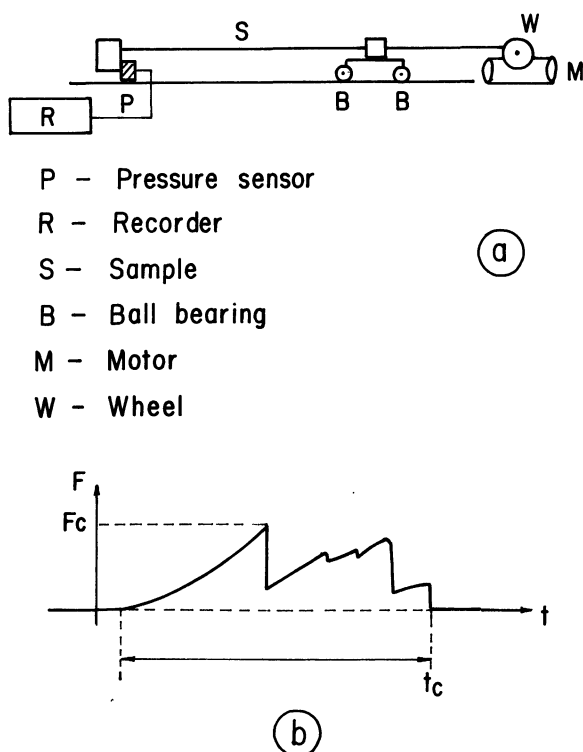 S
W
M
P
B B
R
P – Pressure sensor
R – Recorder
S – Sample
B – Ball bearing
M – Motor
W – Wheel
a
F
Fc
t
tc
b